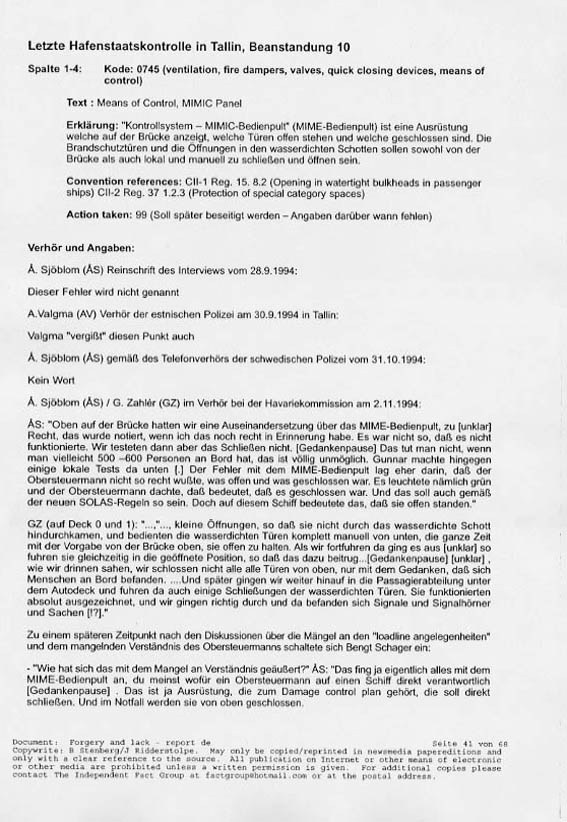 Letzte Hafenstaatskontrolle in Tallin, Beanstandung 10
Spalte 1-4: Kode: 0745 (ventilation, fire dampers, valves, quick closing devices, means of
control)
Text : Means of Control, MIMIC Panel
Erklärung: "Kontrollsystem – MIMIC-Bedienpult" (MIME-Bedienpult) ist eine Ausrüstung
welche auf der Brücke anzeigt, welche Türen offen stehen und welche geschlossen sind. Die
Brandschutztüren und die Öffnungen in den wasserdichten Schotten sollen sowohl von der
Brücke als auch lokal und manuell zu schließen und öffnen sein.
Convention references: CII-1 Reg. 15. 8.2 (Opening in watertight bulkheads in passenger
ships) CII-2 Reg. 37 1.2.3 (Protection of special category spaces)
Action taken: 99 (Soll später beseitigt werden – Angaben darüber wann fehlen)
Verhör und Angaben:
Å. Sjöblom (ÅS) Reinschrift des Interviews vom 28.9.1994:
Dieser Fehler wird nicht genannt
A.Valgma (AV) Verhör der estnischen Polizei am 30.9.1994 in Tallin:
Valgma "vergißt" diesen Punkt auch
Å. Sjöblom (ÅS) gemäß des Telefonverhörs der schwedischen Polizei vom 31.10.1994:
Kein Wort
Å. Sjöblom (ÅS) / G. Zahlér (GZ) im Verhör bei der Havariekommission am 2.11.1994:
ÅS: "Oben auf der Brücke hatten wir eine Auseinandersetzung über das MIME-Bedienpult, zu [unklar]
Recht, das wurde notiert, wenn ich das noch recht in Erinnerung habe. Es war nicht so, daß es nicht
funktionierte. Wir testeten dann aber das Schließen nicht. [Gedankenpause] Das tut man nicht, wenn
man vielleicht 500 –600 Personen an Bord hat, das ist völlig unmöglich. Gunnar machte hingegen
einige lokale Tests da unten [.] Der Fehler mit dem MIME-Bedienpult lag eher darin, daß der
Obersteuermann nicht so recht wußte, was offen und was geschlossen war. Es leuchtete nämlich grün
und der Obersteuermann dachte, daß bedeutet, daß es geschlossen war. Und das soll auch gemäß
der neuen SOLAS-Regeln so sein. Doch auf diesem Schiff bedeutete das, daß sie offen standen."
GZ (auf Deck 0 und 1): "...,"..., kleine Öffnungen, so daß sie nicht durch das wasserdichte Schott
hindurchkamen, und bedienten die wasserdichten Türen komplett manuell von unten, die ganze Zeit
mit der Vorgabe von der Brücke oben, sie offen zu halten. Als wir fortfuhren da ging es aus [unklar] so
fuhren sie gleichzeitig in die geöffnete Position, so daß das dazu beitrug...[Gedankenpause] [unklar] ,
wie wir drinnen sahen, wir schlossen nicht alle alle Türen von oben, nur mit dem Gedanken, daß sich
Menschen an Bord befanden. ....Und später gingen wir weiter hinauf in die Passagierabteilung unter
dem Autodeck und fuhren da auch einige Schließungen der wasserdichten Türen. Sie funktionierten
absolut ausgezeichnet, und wir gingen richtig durch und da befanden sich Signale und Signalhörner
und Sachen [!?]."
Zu einem späteren Zeitpunkt nach den Diskussionen über die Mängel an den "loadline angelegenheiten"
und dem mangelnden Verständnis des Obersteuermanns schaltete sich Bengt Schager ein:
- "Wie hat sich das mit dem Mangel an Verständnis geäußert?" ÅS: "Das fing ja eigentlich alles mit dem
MIME-Bedienpult an, du meinst wofür ein Obersteuermann auf einen Schiff direkt verantwortlich
[Gedankenpause] . Das ist ja Ausrüstung, die zum Damage control plan gehört, die soll direkt
schließen. Und im Notfall werden sie von oben geschlossen.
Document: Forgery and lack - report de Seite 41 von 68
Copywrite: B Stenberg/J Ridderstolpe. May only be copied/reprinted in newsmedia papereditions and
only with a clear reference to the source. All publication on Internet or other means of electronic
or other media are prohibited unless a written permission is given. For additional copies please
contact The Independent Fact Group at factgroup@hotmail.com or at the postal address.